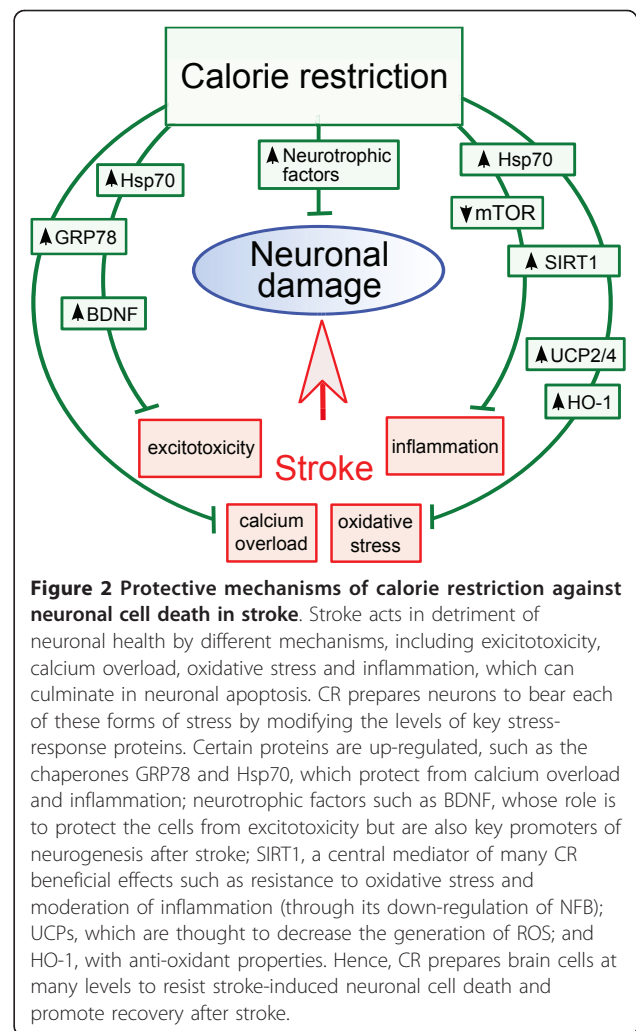 Calorie restriction
Neurotrophic
factors
Hsp70
GRP78
BDNF
Hsp70
mTOR
SIRT1
UCP2/4
HO-1
Neuronal
damage
excitotoxicity
inflammation
Stroke
calcium
overload
oxidative
stress
Figure 2 Protective mechanisms of calorie restriction against
neuronal cell death in stroke. Stroke acts in detriment of
neuronal health by different mechanisms, including exicitotoxicity,
calcium overload, oxidative stress and inflammation, which can
culminate in neuronal apoptosis. CR prepares neurons to bear each
of these forms of stress by modifying the levels of key stress-
response proteins. Certain proteins are up-regulated, such as the
chaperones GRP78 and Hsp70, which protect from calcium overload
and inflammation; neurotrophic factors such as BDNF, whose role is
to protect the cells from excitotoxicity but are also key promoters of
neurogenesis after stroke; SIRT1, a central mediator of many CR
beneficial effects such as resistance to oxidative stress and
moderation of inflammation (through its down-regulation of NFB);
UCPs, which are thought to decrease the generation of ROS; and
HO-1, with anti-oxidant properties. Hence, CR prepares brain cells at
many levels to resist stroke-induced neuronal cell death and
promote recovery after stroke.